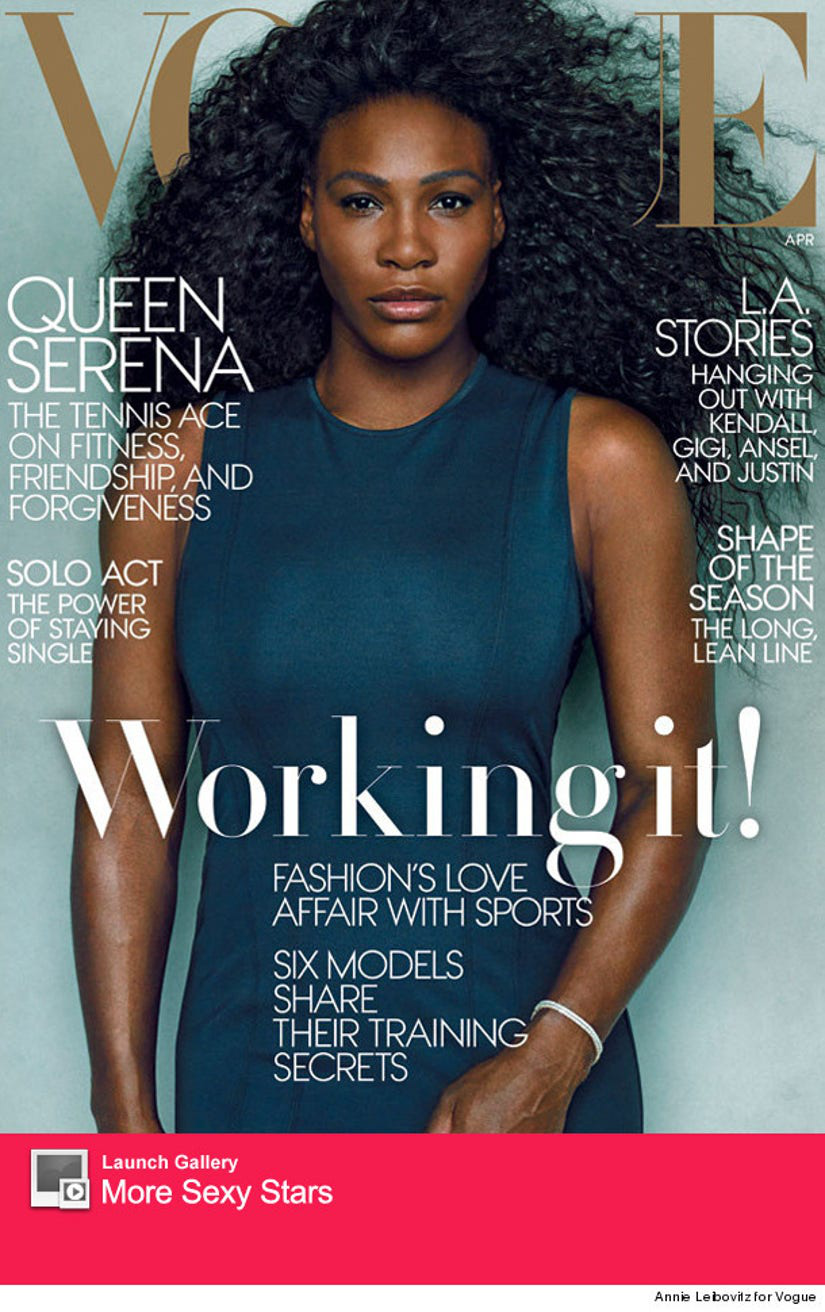 VOGUE
APR
QUEEN
SERENA
THE TENNIS ACE
ON FITNESS,
FRIENDSHIP, AND
FORGIVENESS
SOLO ACT
THE POWER
OF STAYING
SINGLE
L.A.
STORIES
HANGING
OUT WITH
KENDALL,
GIGI, ANSEL,
AND JUSTIN
SHAPE
OF THE
SEASON
THE LONG,
LEAN LINE
Working it!
FASHION'S LOVE
AFFAIR WITH SPORTS
SIX MODELS
SHARE
THEIR TRAINING
SECRETS
Launch Gallery
More Sexy Stars
Annie Leibovitz for Vogue